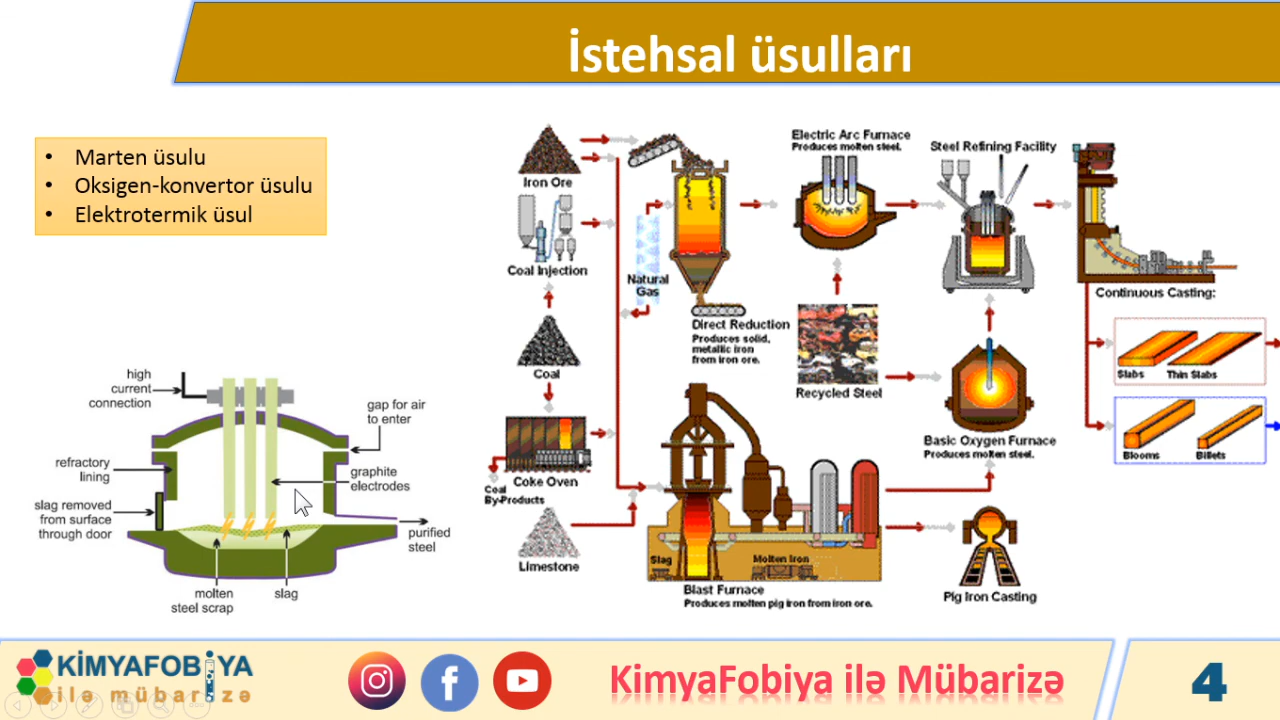 İstehsal üsulları
• Marten üsulu
• Oksigen-konvertor üsulu
• Elektrotermik üsul
Iron Ore
Coal Injection
Coal
Coke Oven
Coal
By-Products
Limestone
Natural
Gas
Direct Reduction
Produces solid,
metallic iron
from iron ore.
Electric Arc Furnace
Produces molten steel.
Recycled Steel
Steel Refining Facility
Basic Oxygen Furnace
Produces molten steel.
Continuous Casting:
Slabs
Thin Slabs
Blooms
Billets
Slag
Molten Iron
Blast Furnace
Produces molten pig iron from iron ore.
Pig Iron Casting
high
current
connection
gap for air
to enter
refractory
lining
graphite
electrodes
slag removed
from surface
through door
purified
steel
molten
steel scrap
slag
KİMYAFOBİYA
ilə mübarizə
KimyaFobiya ilə Mübarizə
4